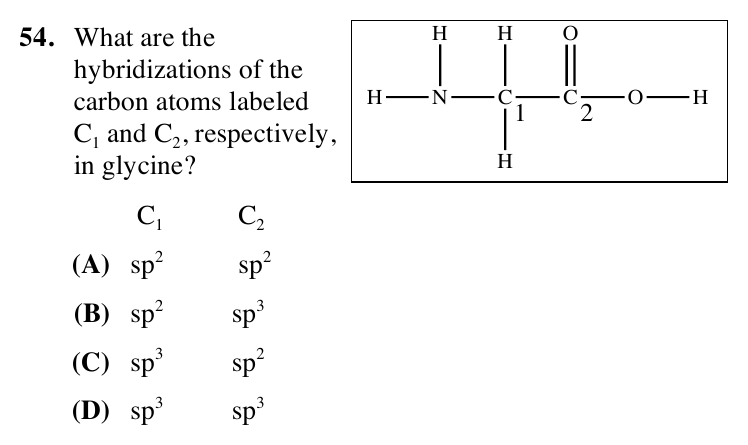 54. What are the
hybridizations of the
carbon atoms labeled
C₁ and C₂, respectively,
in glycine?
H H O
H N C 1 C 2 O H
H
C₁ C₂
(A) sp² sp²
(B) sp² sp³
(C) sp³ sp²
(D) sp³ sp³